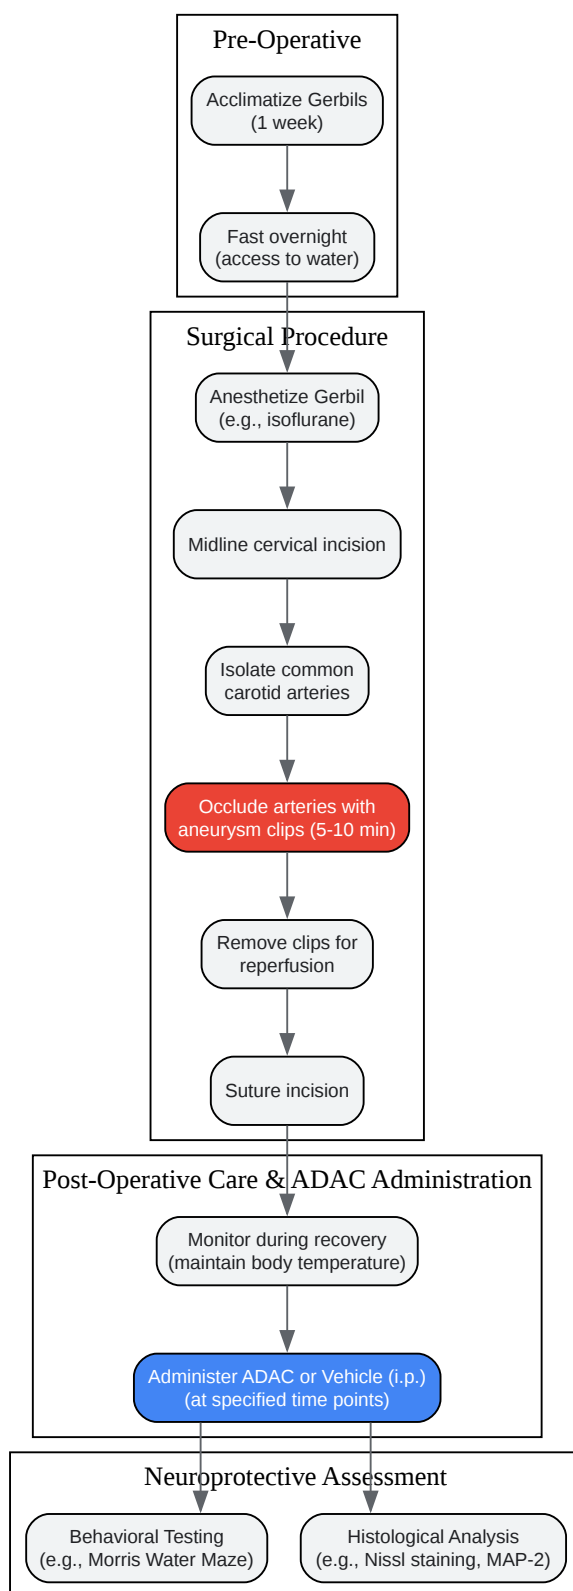 Pre-Operative
Acclimatize Gerbils
(1 week)
Fast overnight
(access to water)
Surgical Procedure
Anesthetize Gerbil
(e.g., isoflurane)
Midline cervical incision
Isolate common
carotid arteries
Occlude arteries with
aneurysm clips (5-10 min)
Remove clips for
reperfusion
Suture incision
Post-Operative Care & ADAC Administration
Monitor during recovery
(maintain body temperature)
Administer ADAC or Vehicle (i.p.)
(at specified time points)
Neuroprotective Assessment
Behavioral Testing
(e.g., Morris Water Maze)
Histological Analysis
(e.g., Nissl staining, MAP-2)